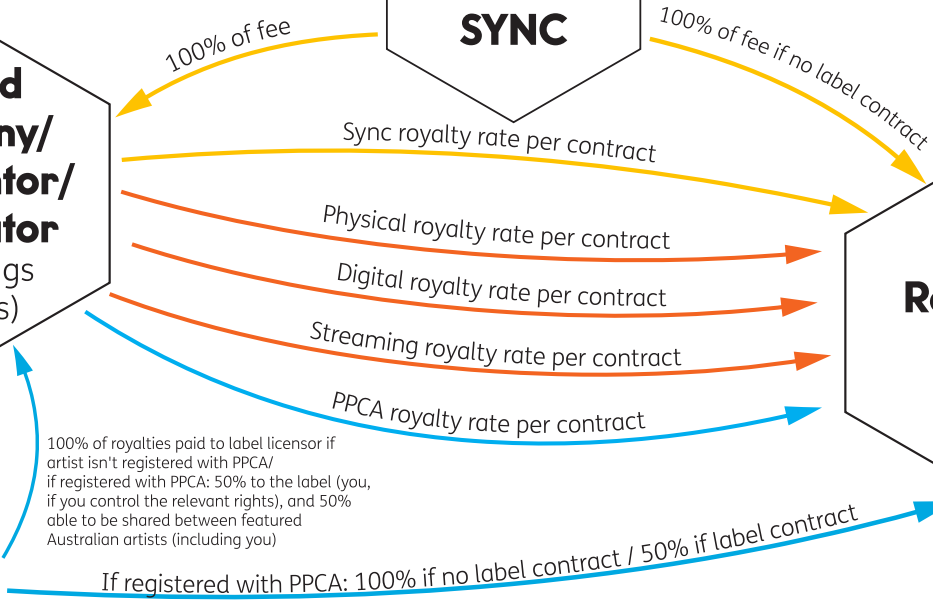 SYNC
100% of fee
100% of fee if no label contract
Sync royalty rate per contract
Physical royalty rate per contract
Digital royalty rate per contract
Streaming royalty rate per contract
PPCA royalty rate per contract
100% of royalties paid to label licensor if
artist isn't registered with PPCA/
if registered with PPCA: 50% to the label (you,
if you control the relevant rights), and 50%
able to be shared between featured
Australian artists (including you)
If registered with PPCA: 100% if no label contract / 50% if label contract